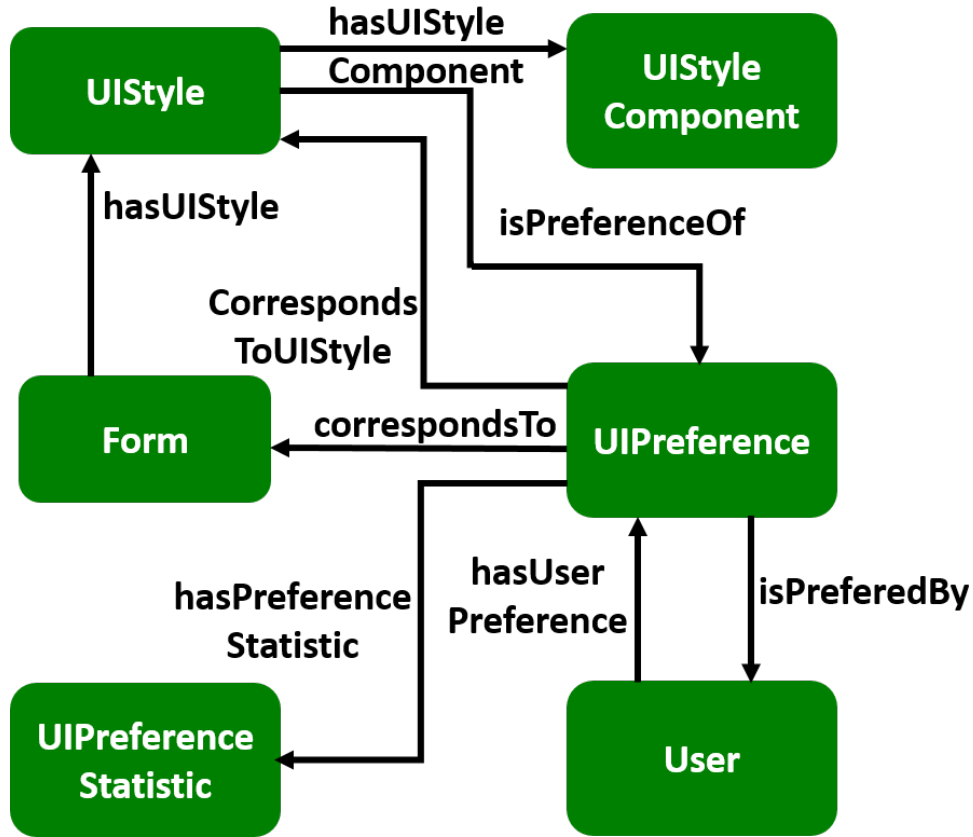 hasUIStyle
Component
UIStyle
UIStyle
Component
hasUIStyle
isPreferenceOf
Corresponds
ToUIStyle
Form
correspondsTo
UIPreference
hasPreference
Statistic
hasUser
Preference
isPreferedBy
UIPreference
Statistic
User